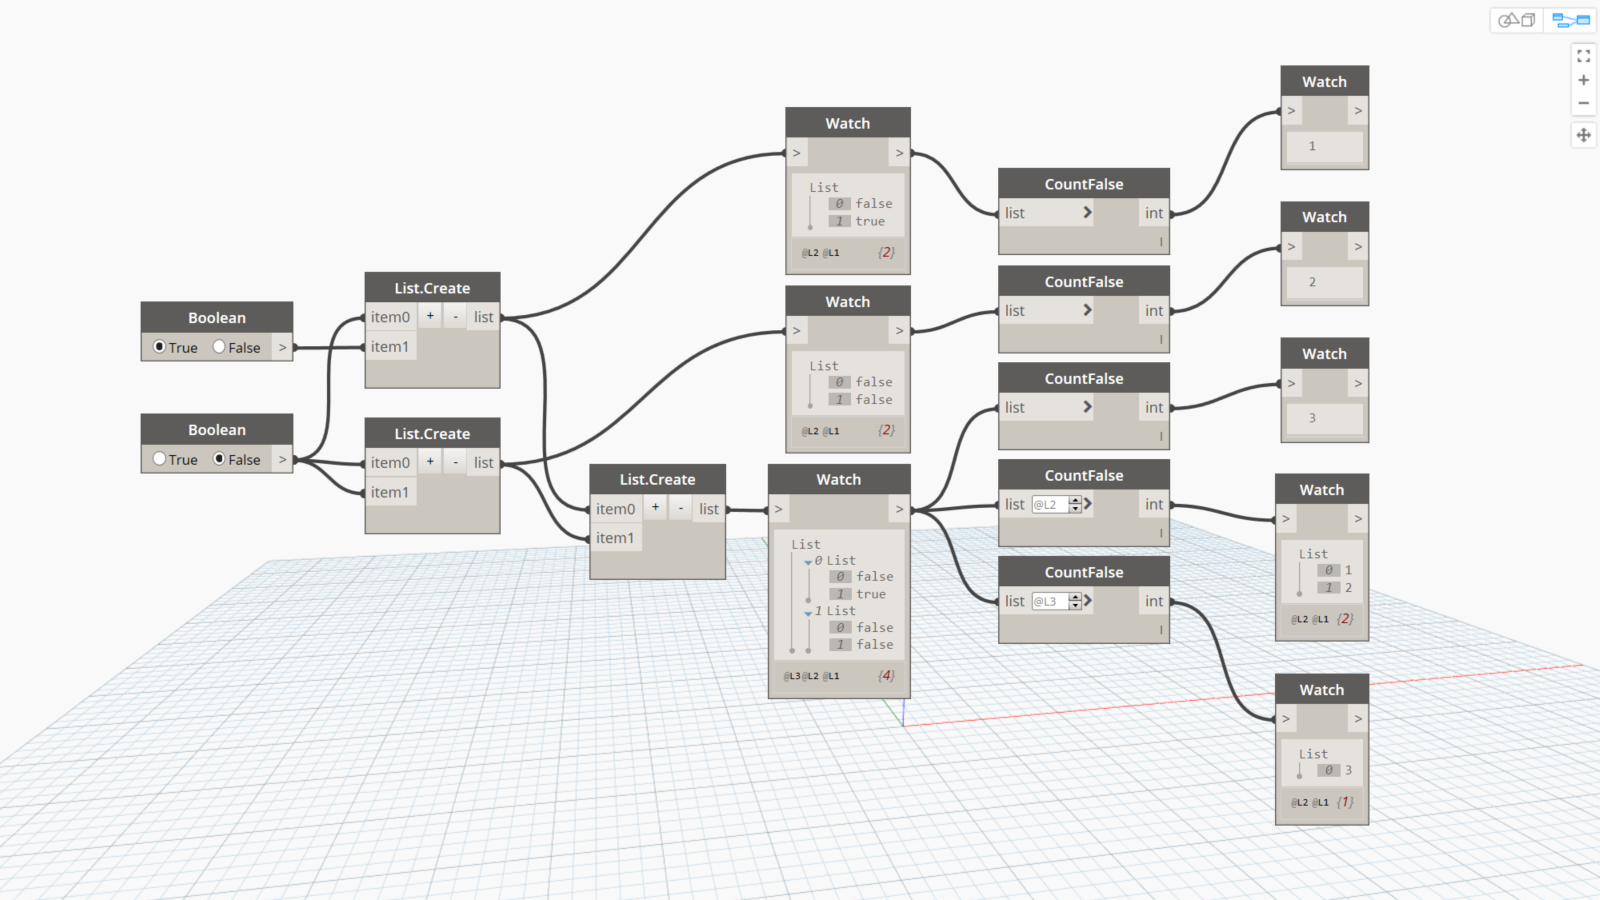 Boolean
True False >
Boolean
True False >
List.Create
item0 + - list
item1
List.Create
item0 + - list
item1
List.Create
item0 + - list
item1
Watch
> >
List
0 false
1 true
@L2 @L1 {2}
Watch
> >
List
0 false
1 false
@L2 @L1 {2}
Watch
> >
List
0 List
0 false
1 true
1 List
0 false
1 false
@L3 @L2 @L1 {4}
CountFalse
list > int
l
CountFalse
list > int
l
CountFalse
list > int
l
CountFalse
list @L2 > int
l
CountFalse
list @L3 > int
l
Watch
> >
1
Watch
> >
2
Watch
> >
3
Watch
> >
List
0 1
1 2
@L2 @L1 {2}
Watch
> >
List
0 3
@L2 @L1 {1}